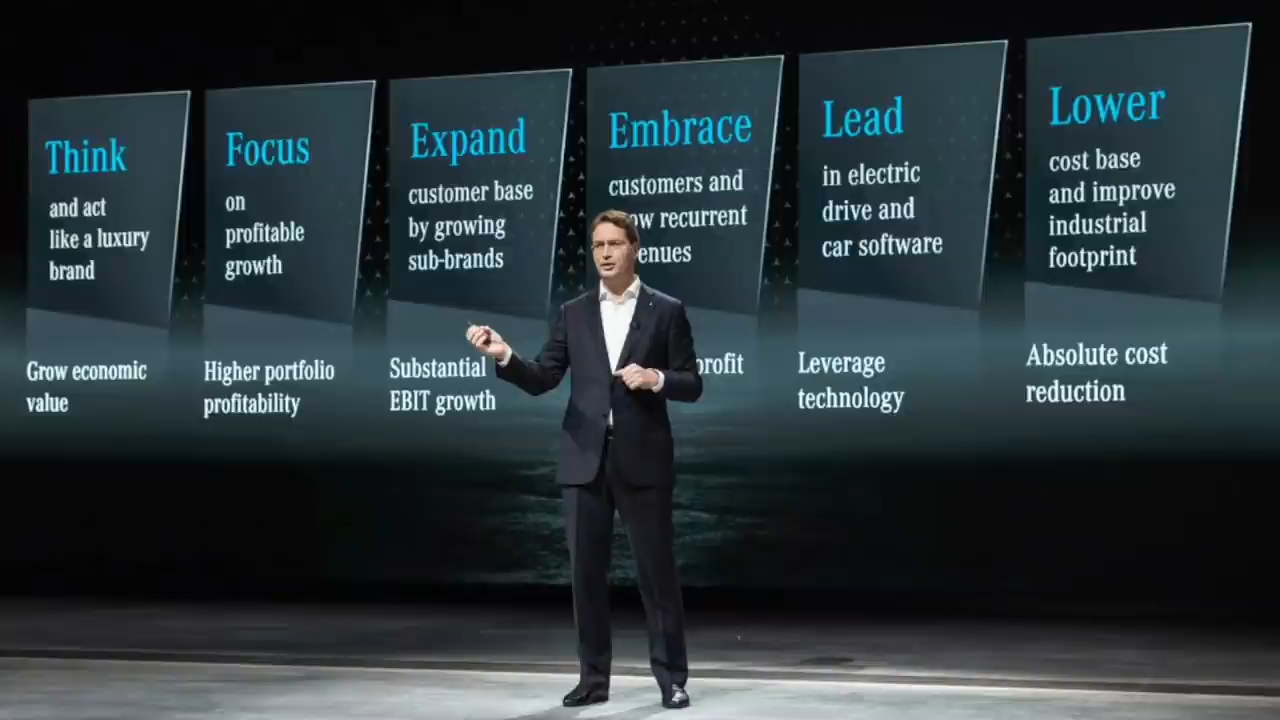 Think
and act
like a luxury
brand
Grow economic
value
Focus
on
profitable
growth
Higher portfolio
profitability
Expand
customer base
by growing
sub-brands
Substantial
EBIT growth
Embrace
customers and
recurrent
Lead
in electric
drive and
car software
Leverage
technology
Lower
cost base
and improve
industrial
footprint
Absolute cost
reduction